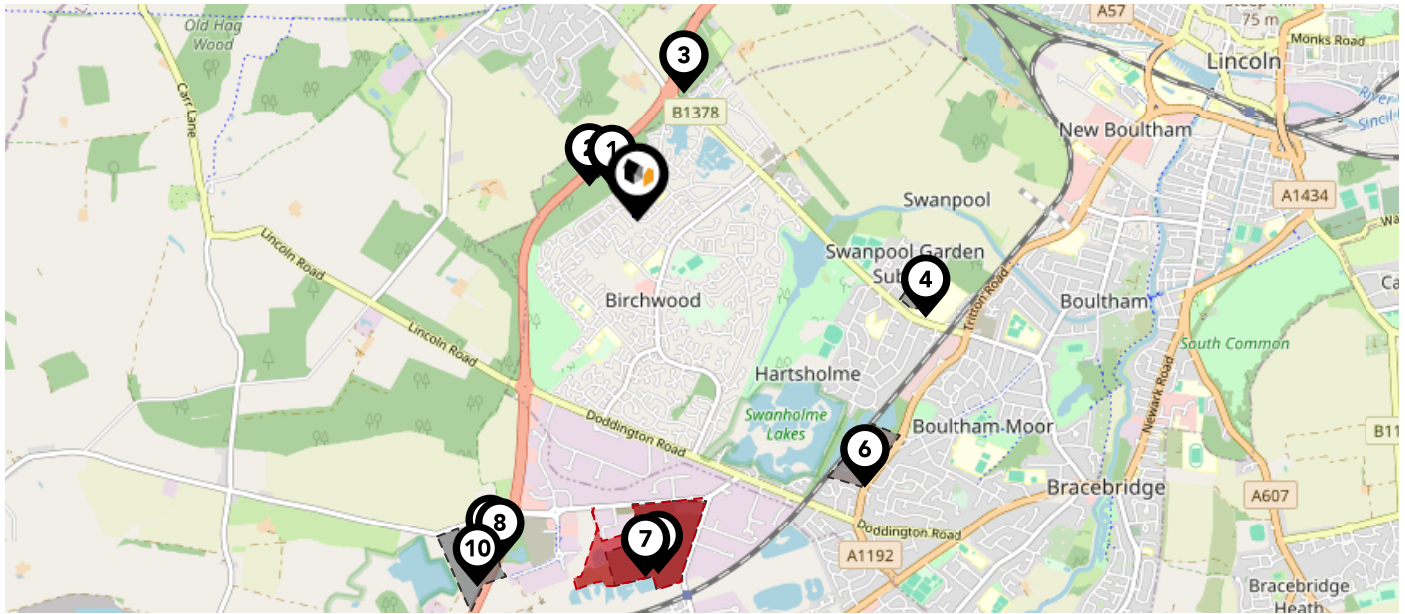 A57
75 m
Old Hag
Wood
Monks Road
Lincoln
3
B1378
Carr Lane
New Boultham
2
1
A1434
Swanpool
Lincoln Road
Swanpool Garden
4
Birchwood
Boultham
Tritton Road
Lincoln Road
South Common
Hartsholme
Newark Road
Swanholme
Lakes
Doddington Road
Boultham Moor
6
Bracebridge
A607
8
10
7
Doddington Road
A1192
Bracebridge
Heath